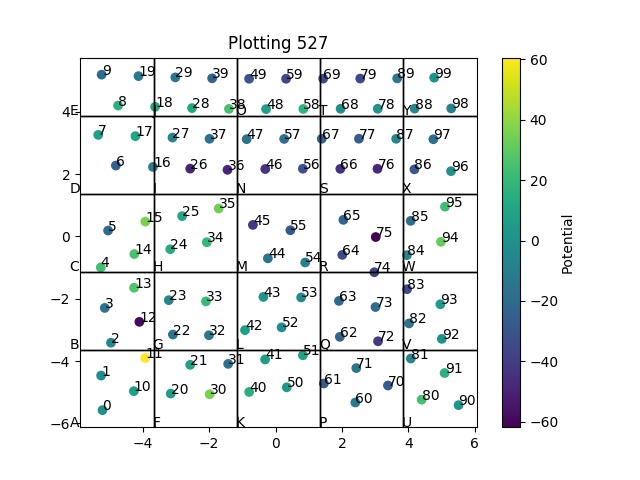 Plotting 527
9 19 29 39 49 59 69 79 89 99
8 18 28 38 48 58 68 78 88 98
4 E J O T Y
7 17 27 37 47 57 67 77 87 97
6 16 26 36 46 56 66 76 86 96
2
D I N S X
5 15 25 35 45 55 65 75 85 95
0
4 14 24 34 44 54 64 74 84 94
C H M R W
3 13 23 33 43 53 63 73 83 93
−2
2 12 22 32 42 52 62 72 82 92
B G L Q V
−4
1 11 21 31 41 51 61 71 81 91
0 10 20 30 40 50 60 70 80 90
−6 A F K P U
−4 −2 0 2 4 6
60
40
20
0
−20
−40
−60
Potential